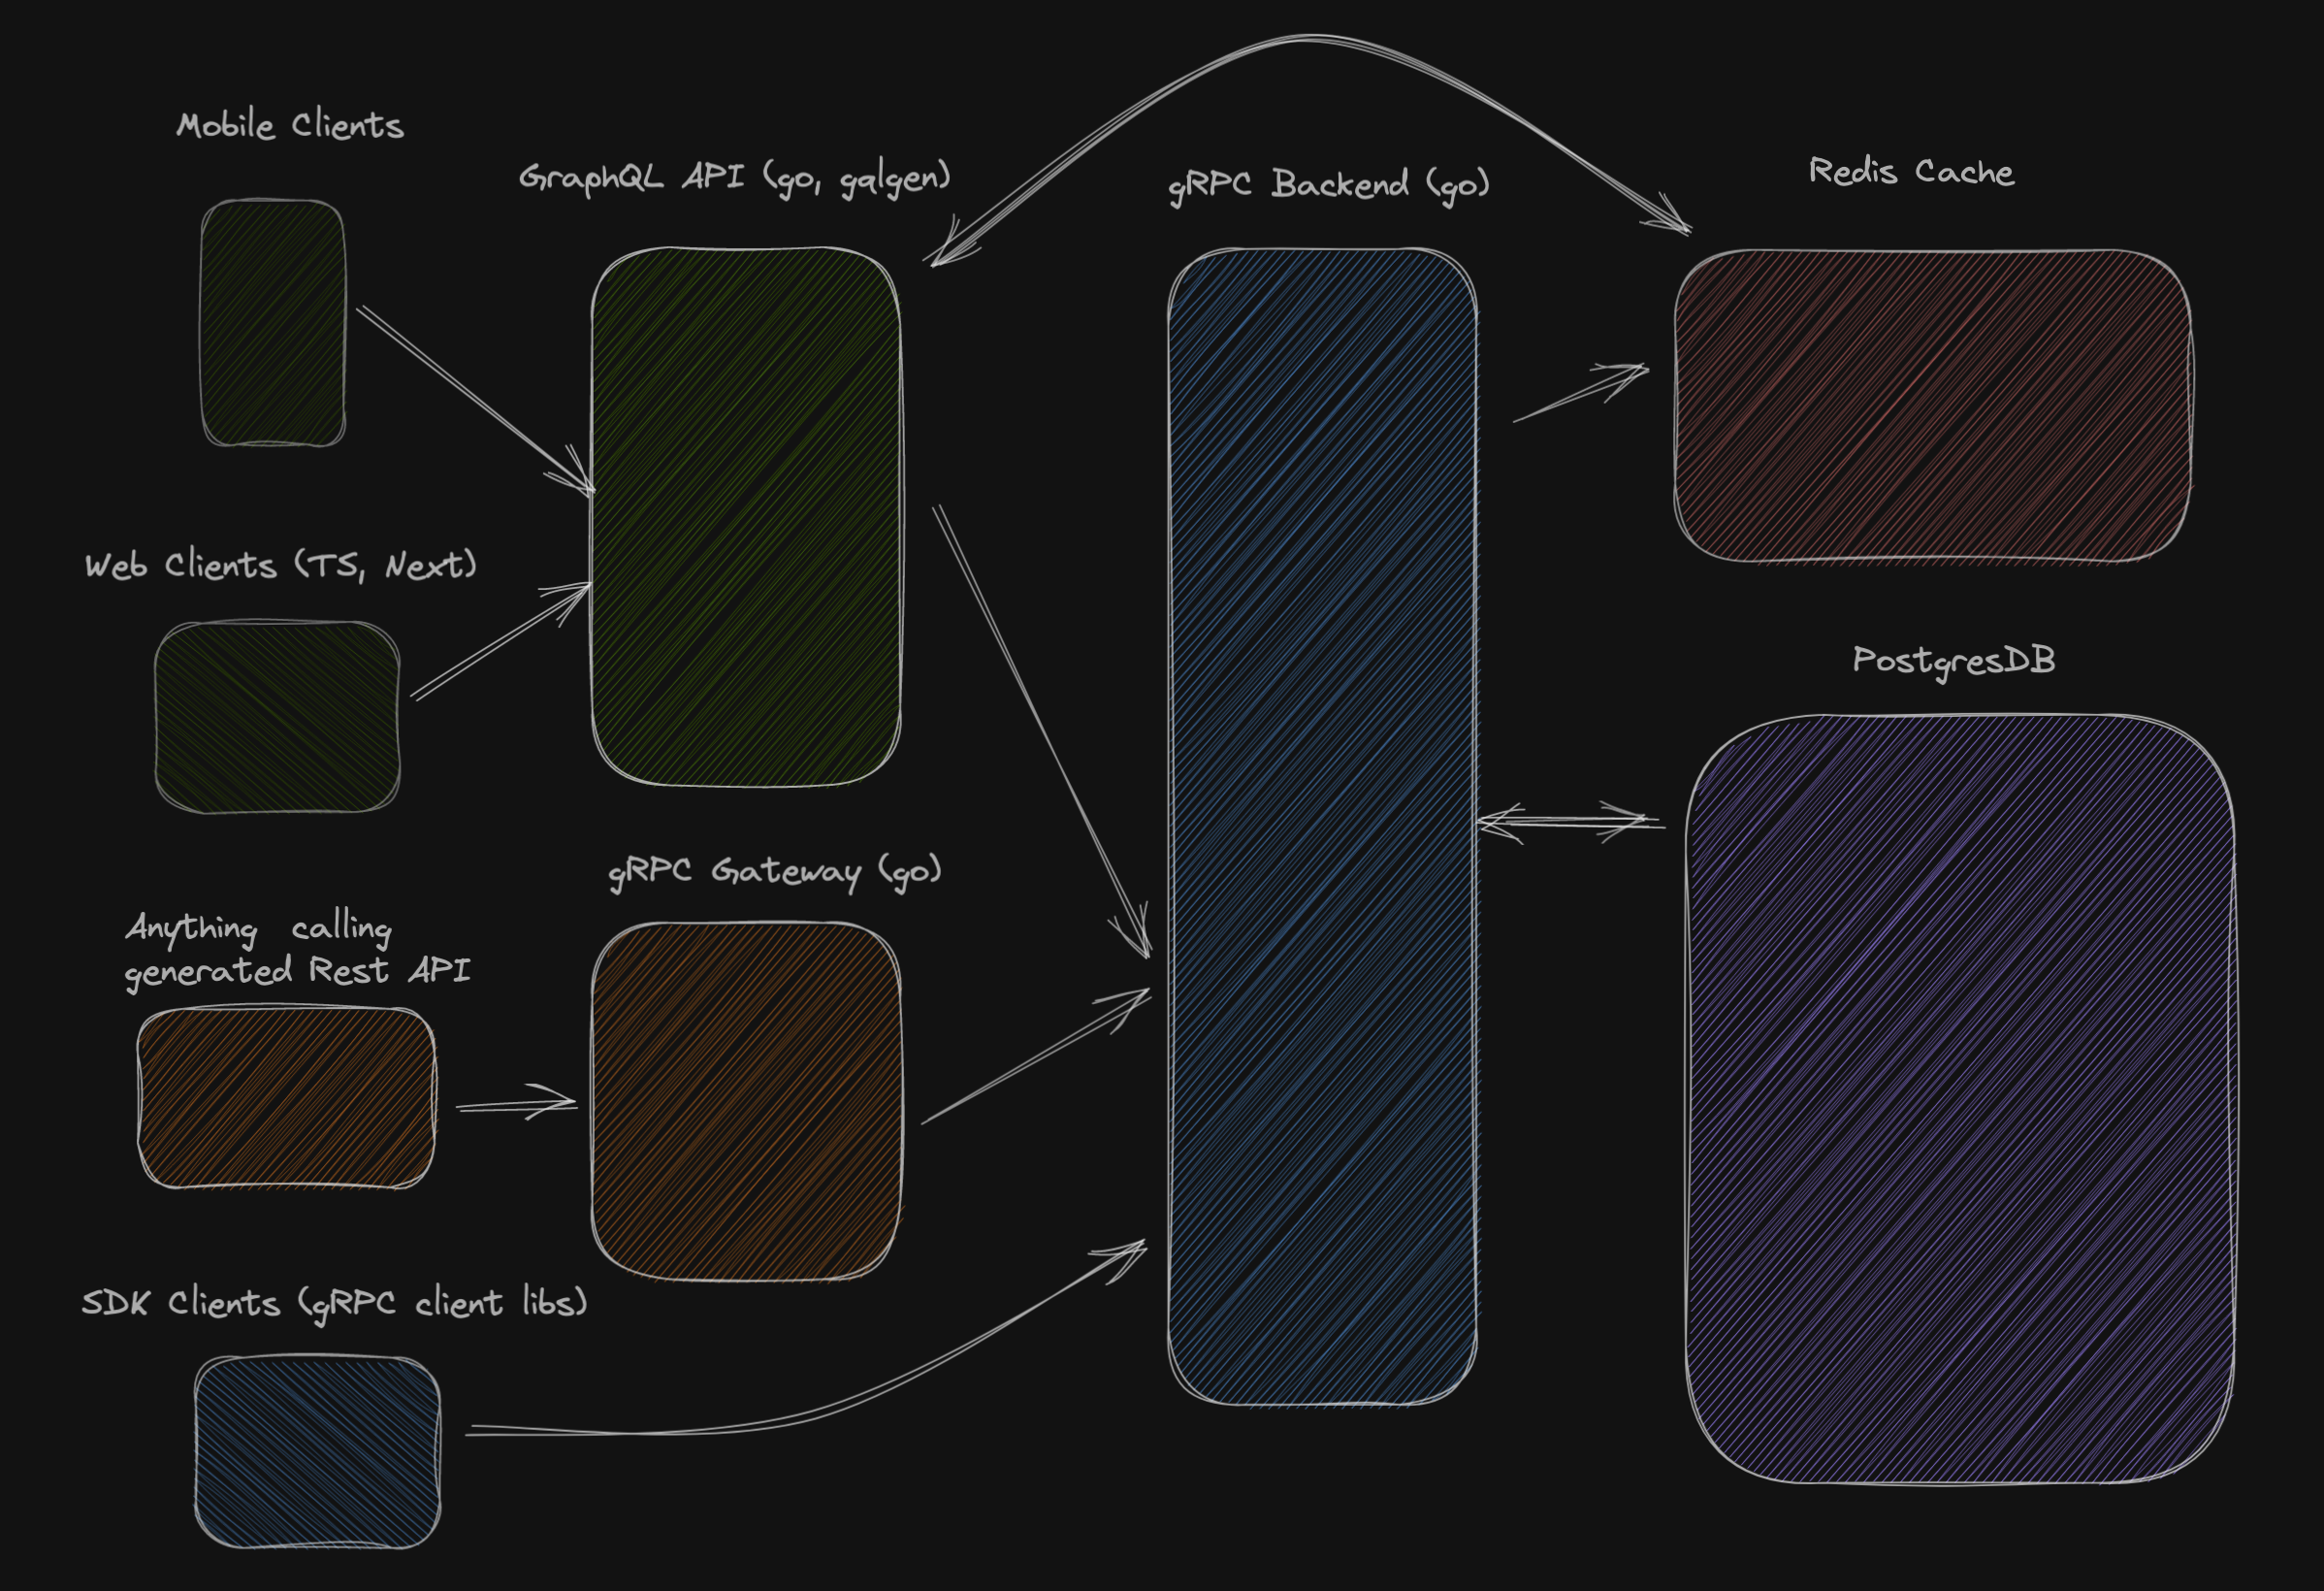 Mobile Clients
GraphQL API (go, gqlgen)
gRPC Backend (go)
Redis Cache
Web Clients (TS, Next)
PostgresDB
gRPC Gateway (go)
Anything calling
generated Rest API
SDK Clients (gRPC client libs)